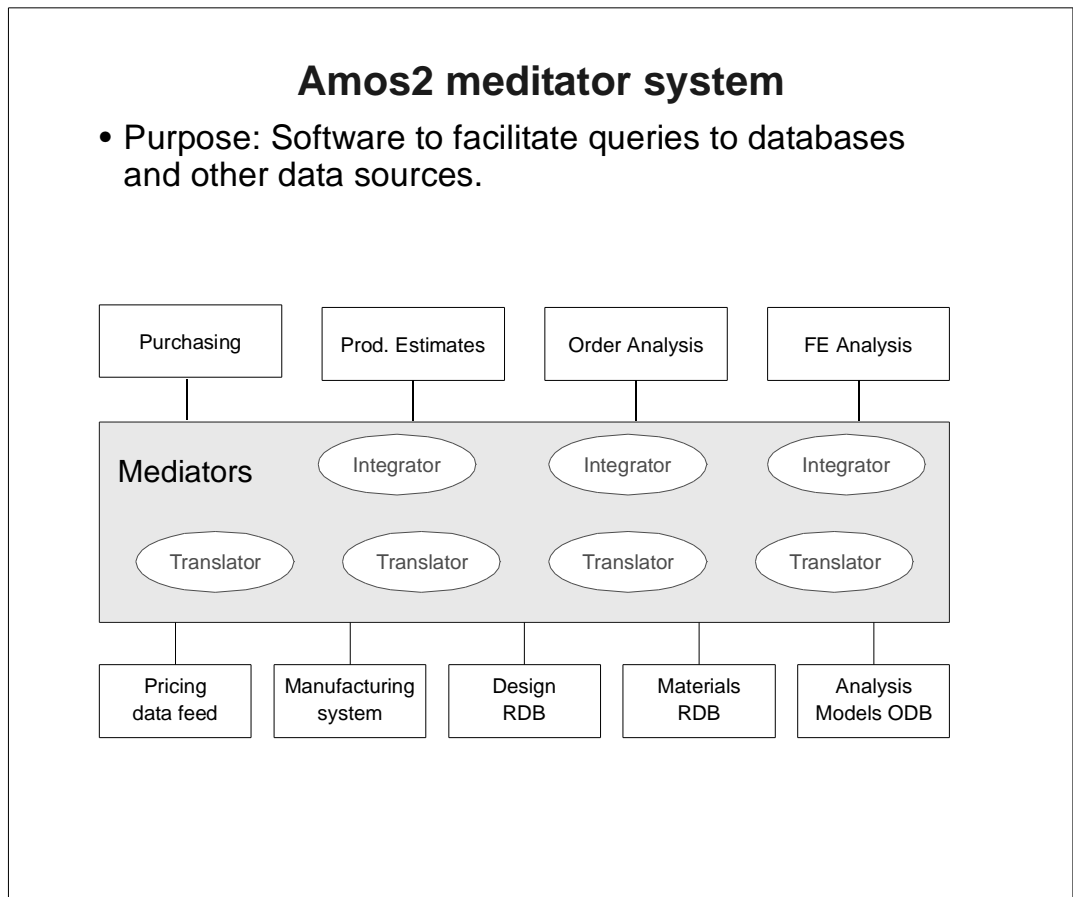 Amos2 meditator system
• Purpose: Software to facilitate queries to databases
and other data sources.
Purchasing
Prod. Estimates
Order Analysis
FE Analysis
Mediators
Integrator
Integrator
Integrator
Translator
Translator
Translator
Translator
Pricing
data feed
Manufacturing
system
Design
RDB
Materials
RDB
Analysis
Models ODB